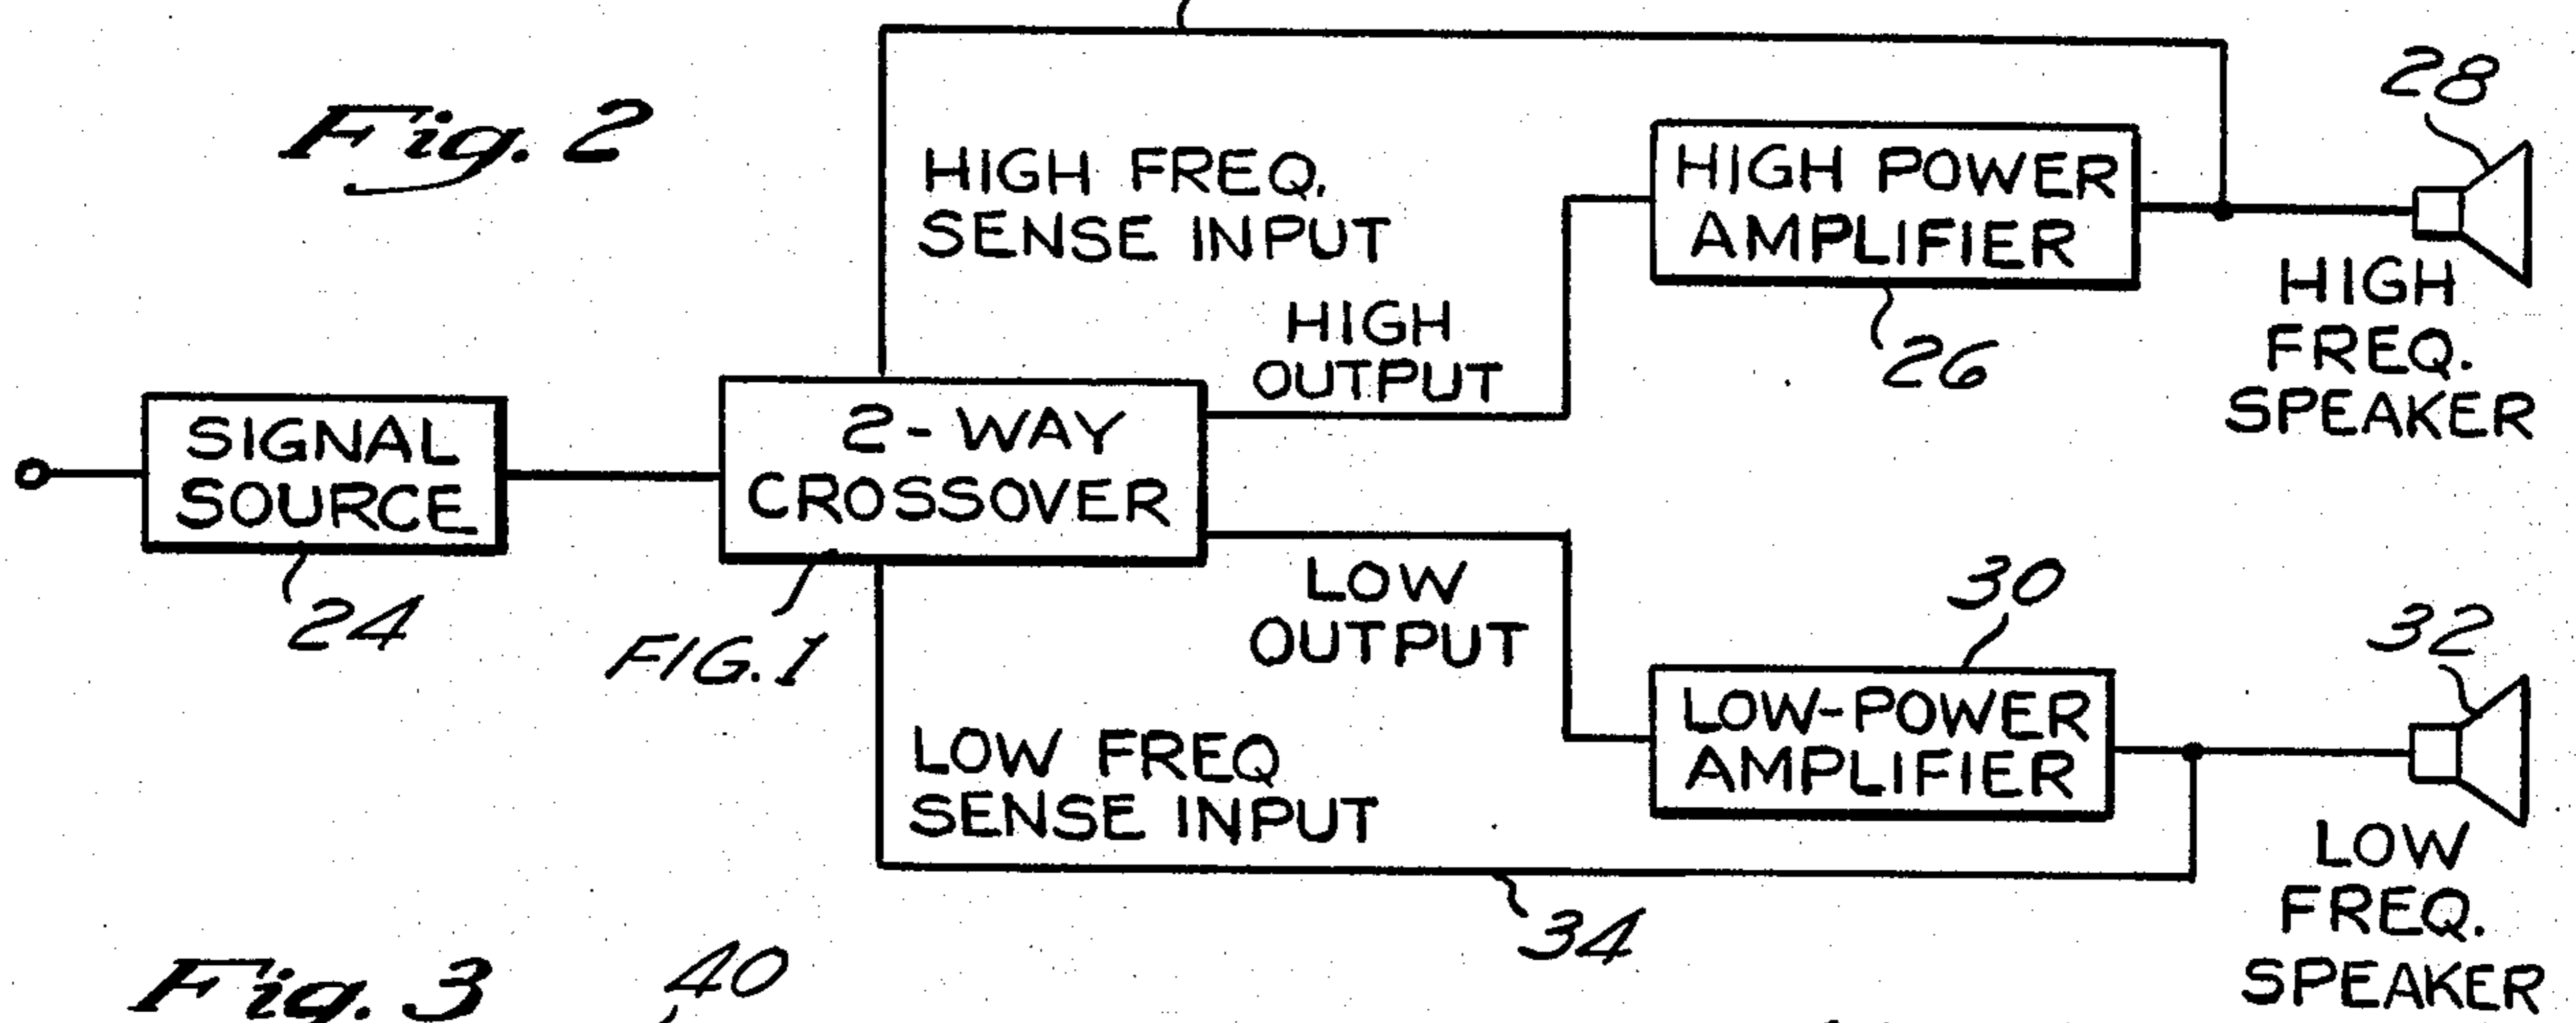 Fig. 2
HIGH FREQ.
SENSE INPUT
HIGH POWER
AMPLIFIER
26
28
HIGH
FREQ.
SPEAKER
HIGH
OUTPUT
SIGNAL
SOURCE
24
2-WAY
CROSSOVER
FIG. 1
LOW
OUTPUT
30
LOW-POWER
AMPLIFIER
32
LOW
FREQ.
SPEAKER
LOW FREQ
SENSE INPUT
34
Fig. 3
40